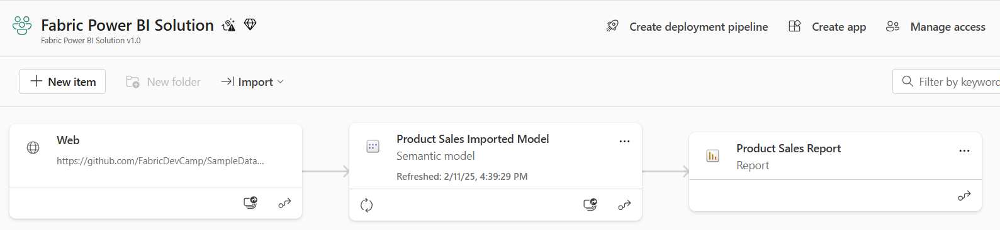 Fabric Power BI Solution
Fabric Power BI Solution v1.0
Create deployment pipeline
Create app
Manage access
New item
New folder
Import
Filter by keyword
Web
https://github.com/FabricDevCamp/SampleData...
Product Sales Imported Model
Semantic model
Refreshed: 2/11/25, 4:39:29 PM
Product Sales Report
Report